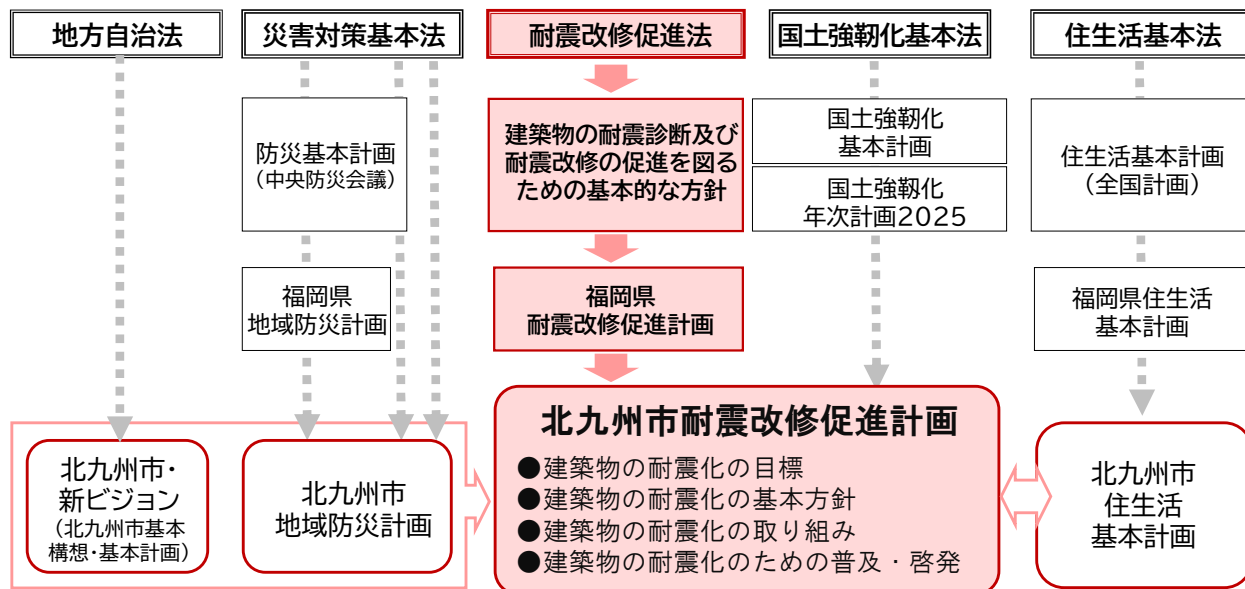 地方自治法
災害対策基本法
耐震改修促進法
国土強靭化基本法
住生活基本法
防災基本計画
（中央防災会議）
建築物の耐震診断及び
耐震改修の促進を図る
ための基本的な方針
国土強靭化
基本計画
国土強靭化
年次計画2025
住生活基本計画
（全国計画）
福岡県
地域防災計画
福岡県
耐震改修促進計画
福岡県住生活
基本計画
北九州市・
新ビジョン
（北九州市基本
構想・基本計画）
北九州市
地域防災計画
北九州市耐震改修促進計画
●建築物の耐震化の目標
●建築物の耐震化の基本方針
●建築物の耐震化の取り組み
●建築物の耐震化のための普及・啓発
北九州市
住生活
基本計画